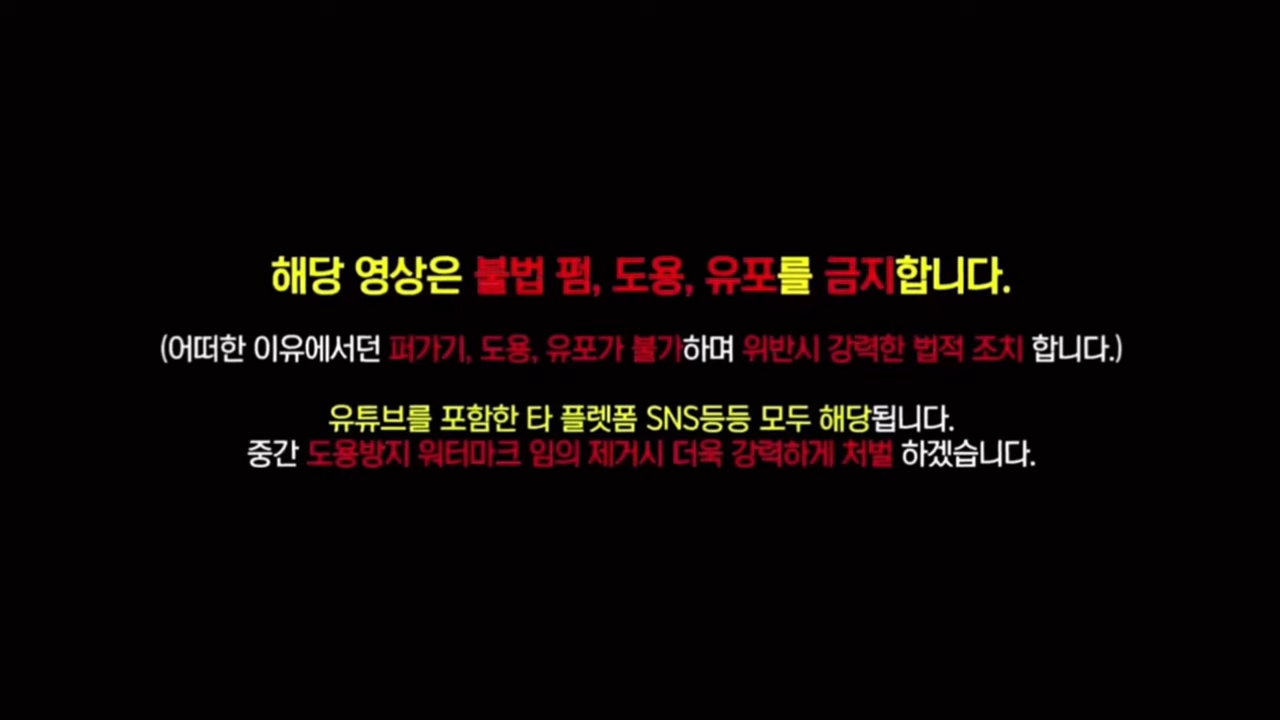 해당 영상은 불법 펌, 도용, 유포를 금지합니다.
(어떠한 이유에서던 퍼가기, 도용, 유포가 불가하며 위반시 강력한 법적 조치 합니다.)
유튜브를 포함한 타 플렛폼 SNS등등 모두 해당됩니다.
중간 도용방지 워터마크 임의 제거시 더욱 강력하게 처벌 하겠습니다.